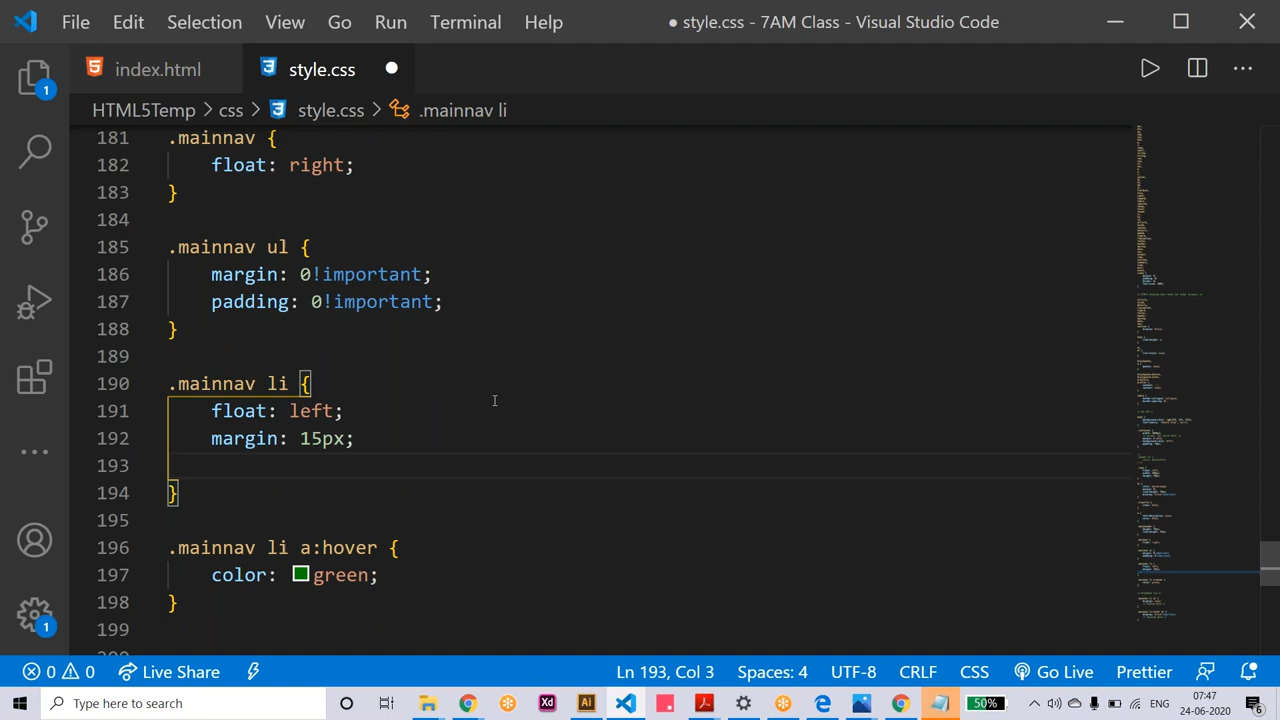 File Edit Selection View Go Run Terminal Help ● style.css - 7AM Class - Visual Studio Code
index.html style.css
HTML5Temp > css > style.css > .mainnav li
181 .mainnav {
182 float: right;
183 }
184
185 .mainnav ul {
186 margin: 0!important;
187 padding: 0!important;
188 }
189
190 .mainnav li {
191 float: left;
192 margin: 15px;
193
194 }
195
196 .mainnav li a:hover {
197 color: green;
198 }
199
1
1
0 0 Live Share Ln 193, Col 3 Spaces: 4 UTF-8 CRLF CSS Go Live Prettier
Type here to search 50% ENG 07:47
24-06-2020 6